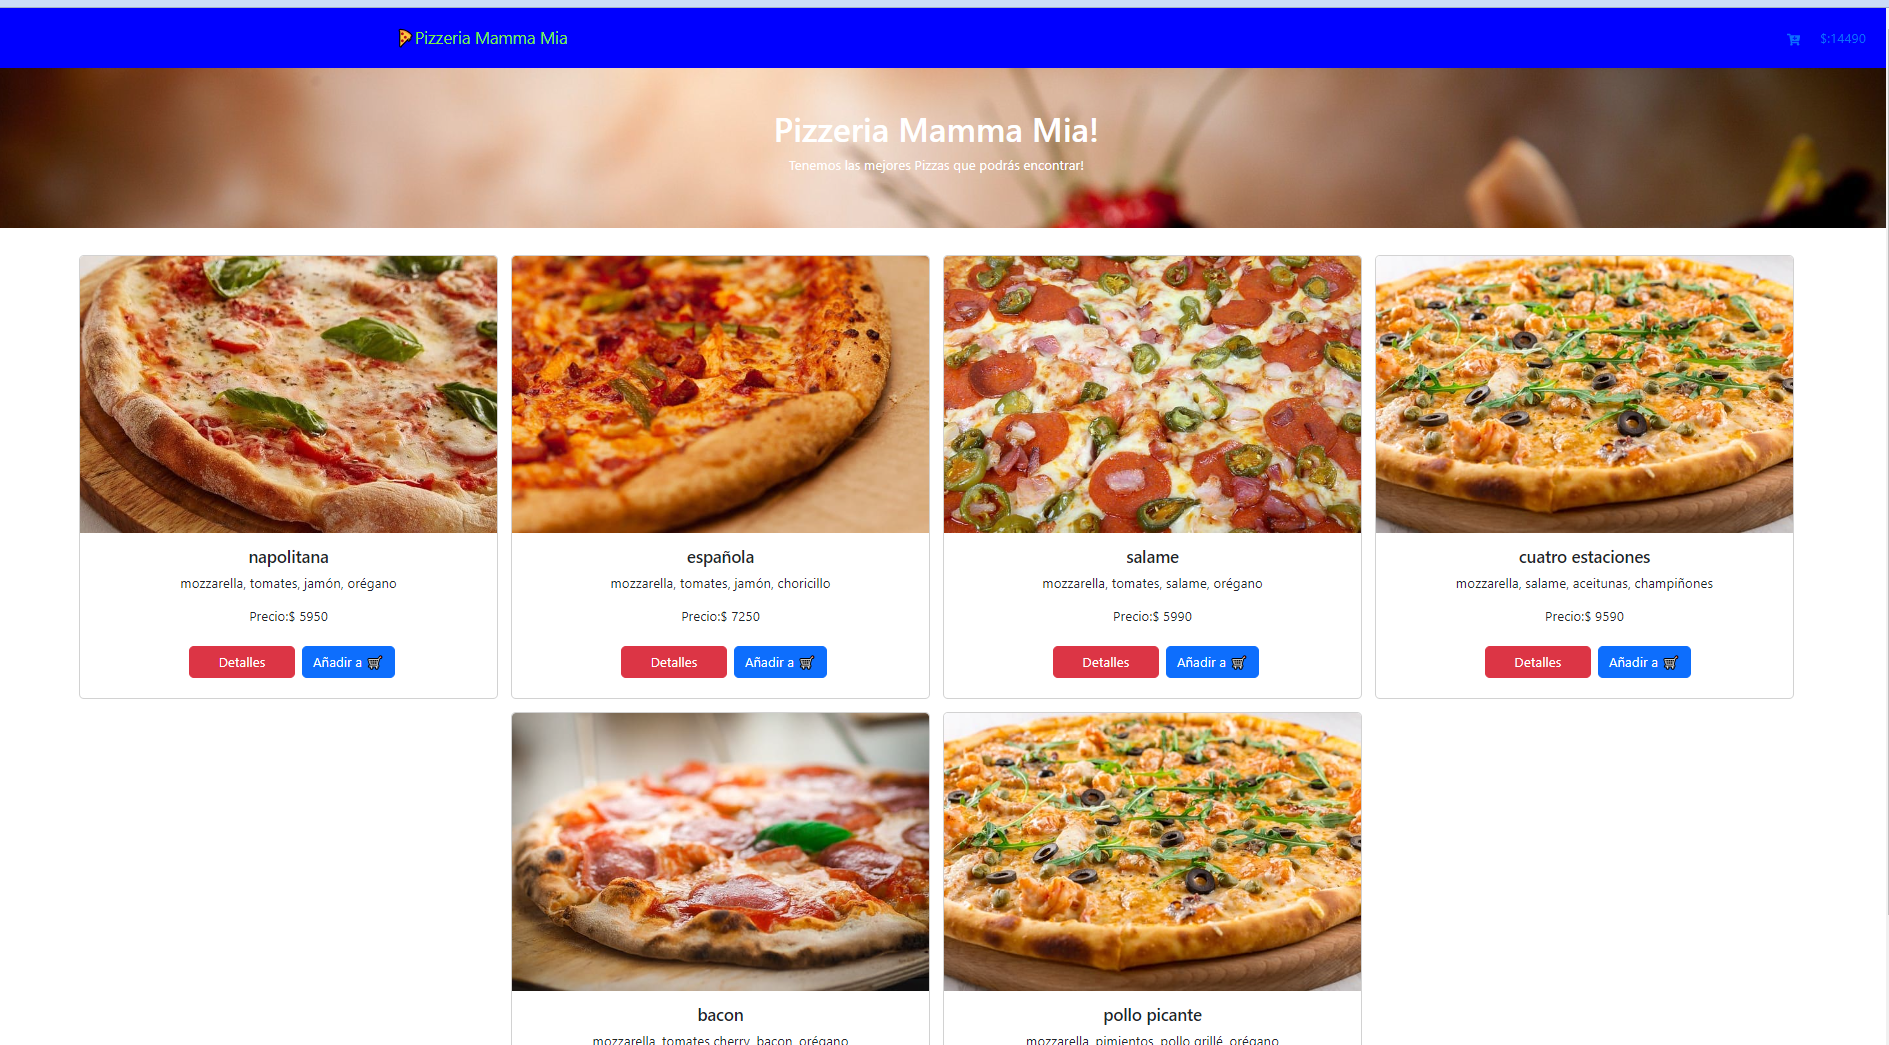 Pizzeria Mamma Mia
$:14490
Pizzeria Mamma Mia!
Tenemos las mejores Pizzas que podrás encontrar!
napolitana
mozzarella, tomates, jamón, orégano
Precio:$ 5950
Detalles
Añadir a
española
mozzarella, tomates, jamón, choricillo
Precio:$ 7250
Detalles
Añadir a
salame
mozzarella, tomates, salame, orégano
Precio:$ 5990
Detalles
Añadir a
cuatro estaciones
mozzarella, salame, aceitunas, champiñones
Precio:$ 9590
Detalles
Añadir a
bacon
mozzarella, tomates cherry, bacon, orégano
pollo picante
mozzarella, pimientos, pollo grillé, orégano